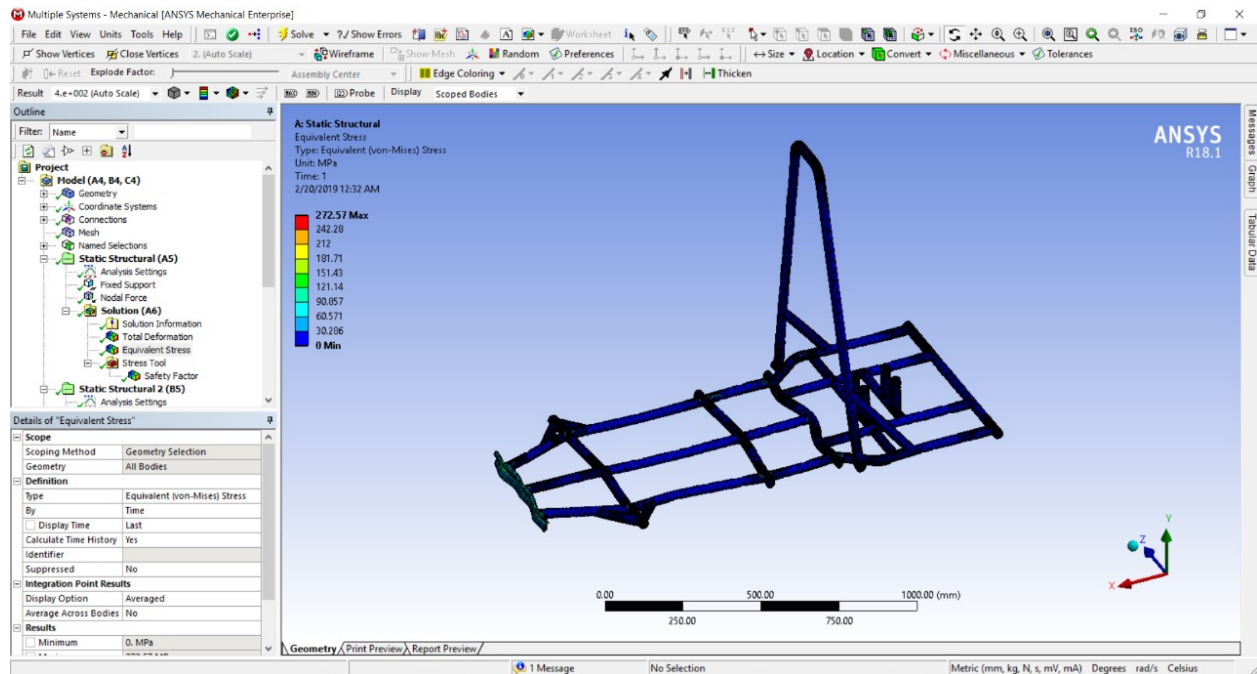 Multiple Systems - Mechanical [ANSYS Mechanical Enterprise]
File Edit View Units Tools Help Solve ?/ Show Errors Worksheet
Show Vertices Close Vertices 2. (Auto Scale) Wireframe Show Mesh Random Preferences Size Location Convert Miscellaneous Tolerances
Reset Explode Factor: Assembly Center Edge Coloring Thicken
Result 4.e+002 (Auto Scale) Probe Display Scoped Bodies
Outline
Filter: Name
Project
Model (A4, B4, C4)
Geometry
Coordinate Systems
Connections
Mesh
Named Selections
Static Structural (A5)
Analysis Settings
Fixed Support
Nodal Force
Solution (A6)
Solution Information
Total Deformation
Equivalent Stress
Stress Tool
Safety Factor
Static Structural 2 (B5)
Analysis Settings
Details of "Equivalent Stress"
Scope
Scoping Method Geometry Selection
Geometry All Bodies
Definition
Type Equivalent (von-Mises) Stress
By Time
Display Time Last
Calculate Time History Yes
Identifier
Suppressed No
Integration Point Results
Display Option Averaged
Average Across Bodies No
Results
Minimum 0. MPa
A: Static Structural
Equivalent Stress
Type: Equivalent (von-Mises) Stress
Unit: MPa
Time: 1
2/20/2019 12:32 AM
272.57 Max
242.28
212
181.71
151.43
121.14
90.857
60.571
30.286
0 Min
ANSYS
R18.1
Y
Z
X
0.00 500.00 1000.00 (mm)
250.00 750.00
Geometry Print Preview Report Preview
Messages
Graph
Tabular Data
1 Message No Selection Metric (mm, kg, N, s, mV, mA) Degrees rad/s Celsius